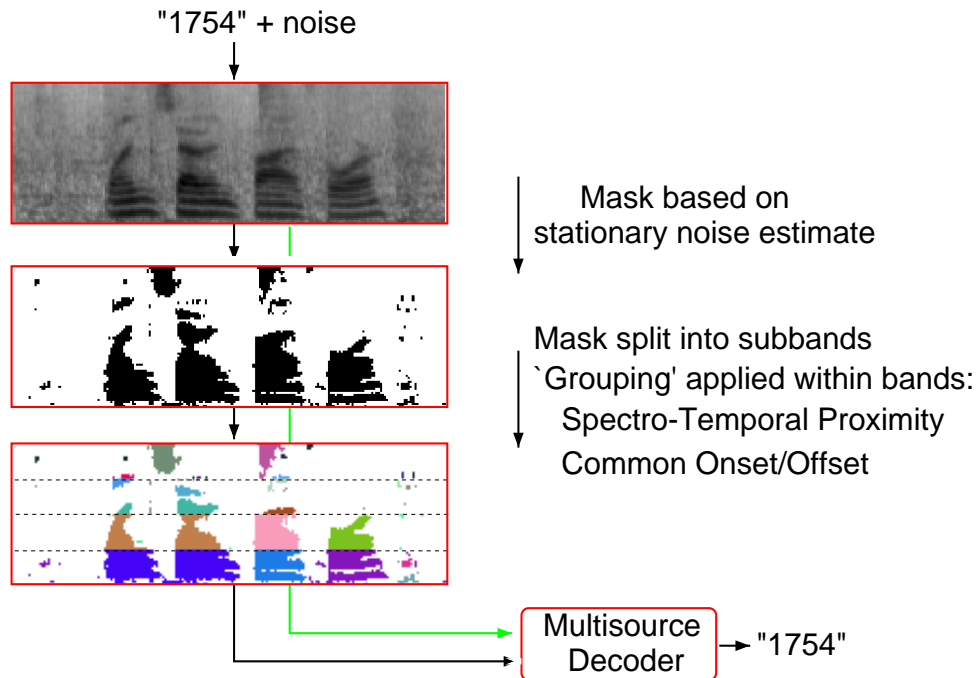 "1754" + noise
Mask based on
stationary noise estimate
Mask split into subbands
`Grouping' applied within bands:
Spectro-Temporal Proximity
Common Onset/Offset
Multisource
Decoder
"1754"